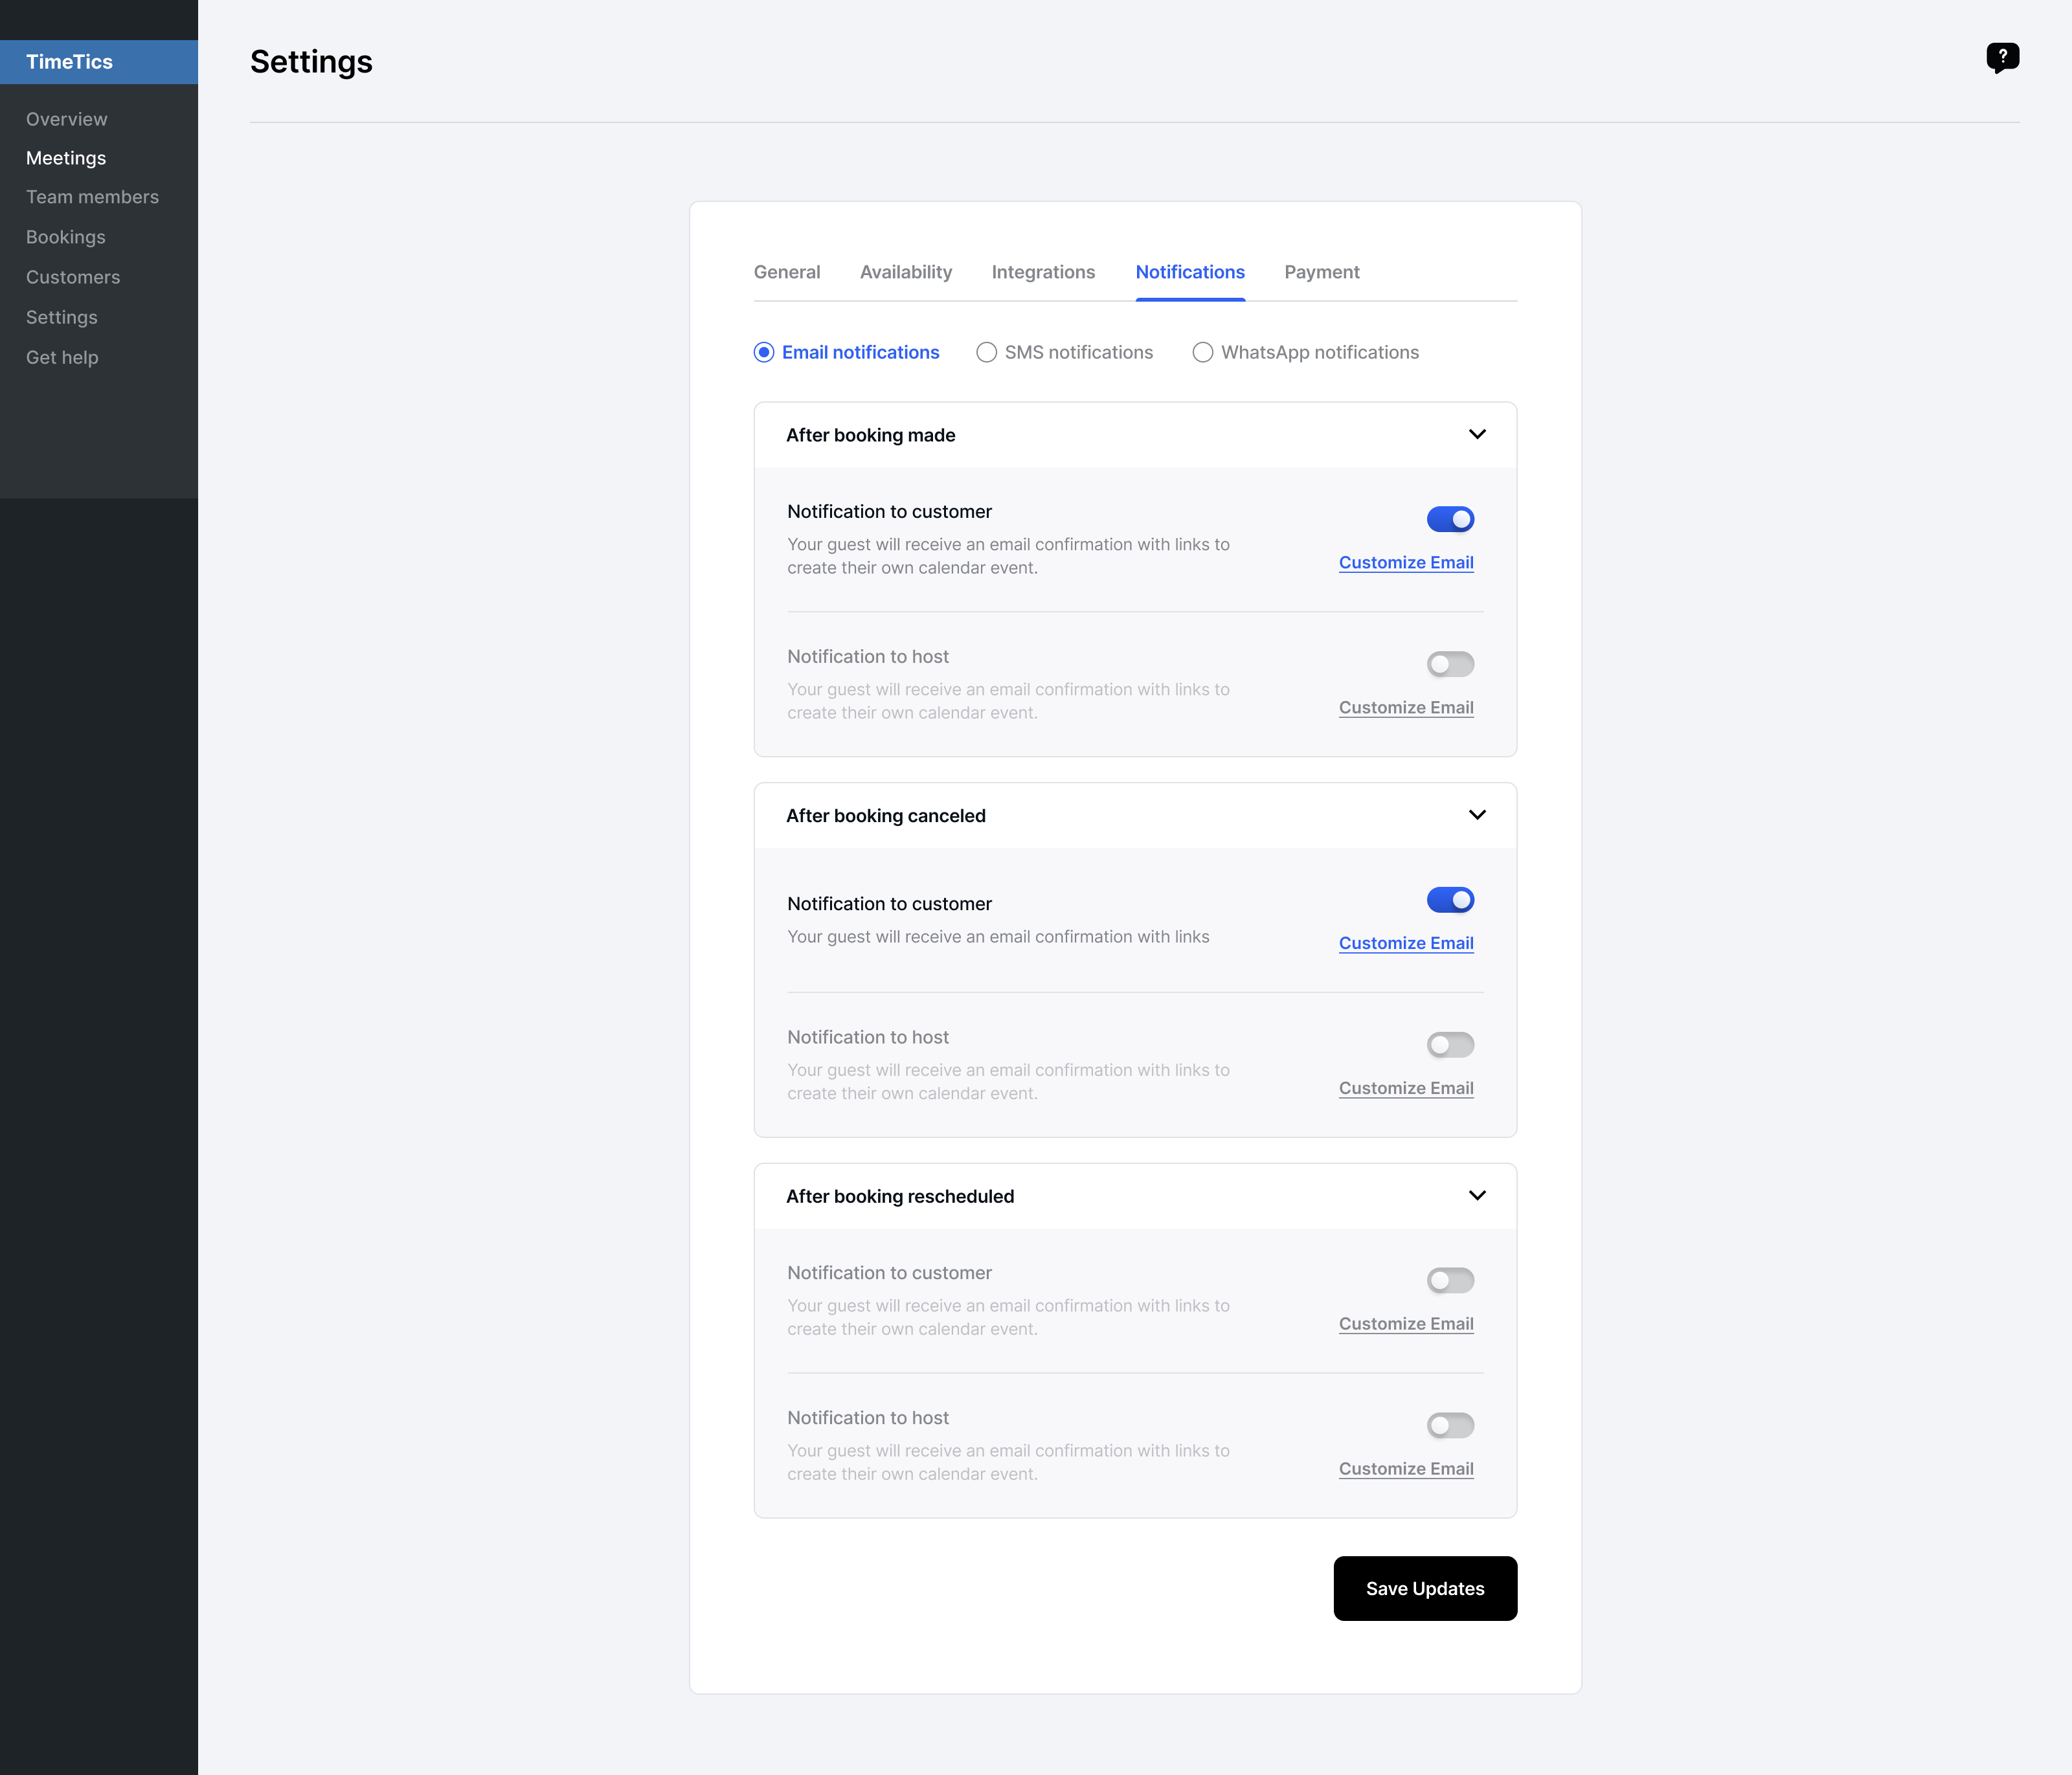 TimeTics
Overview
Meetings
Team members
Bookings
Customers
Settings
Get help
Settings
?
General
Availability
Integrations
Notifications
Payment
Email notifications
SMS notifications
WhatsApp notifications
After booking made
Notification to customer
Your guest will receive an email confirmation with links to
create their own calendar event.
Customize Email
Notification to host
Your guest will receive an email confirmation with links to
create their own calendar event.
Customize Email
After booking canceled
Notification to customer
Your guest will receive an email confirmation with links
Customize Email
Notification to host
Your guest will receive an email confirmation with links to
create their own calendar event.
Customize Email
After booking rescheduled
Notification to customer
Your guest will receive an email confirmation with links to
create their own calendar event.
Customize Email
Notification to host
Your guest will receive an email confirmation with links to
create their own calendar event.
Customize Email
Save Updates